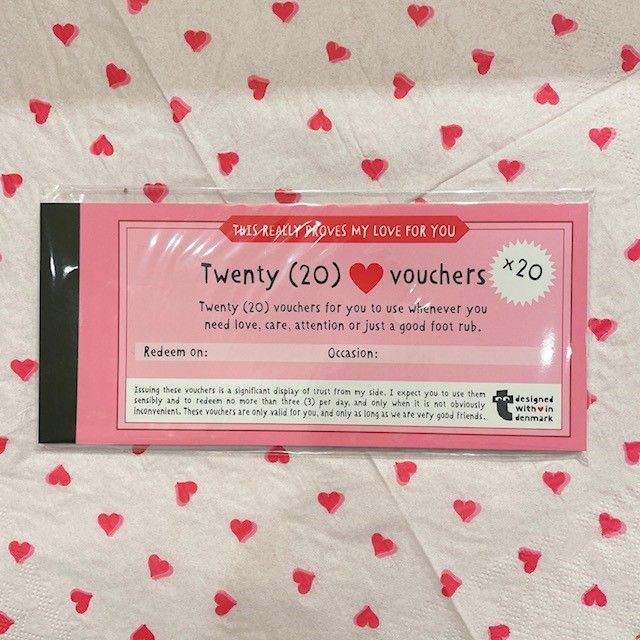 THIS REALLY PROVES MY LOVE FOR YOU
Twenty (20) ❤ vouchers
x20
Twenty (20) vouchers for you to use whenever you
need love, care, attention or just a good foot rub.
Redeem on: Occasion:
Issuing these vouchers is a significant display of trust from my side. I expect you to use them
sensibly and to redeem no more than three (3) per day, and only when it is not obviously
inconvenient. These vouchers are only valid for you, and only as long as we are very good friends.
designed
with❤in
denmark